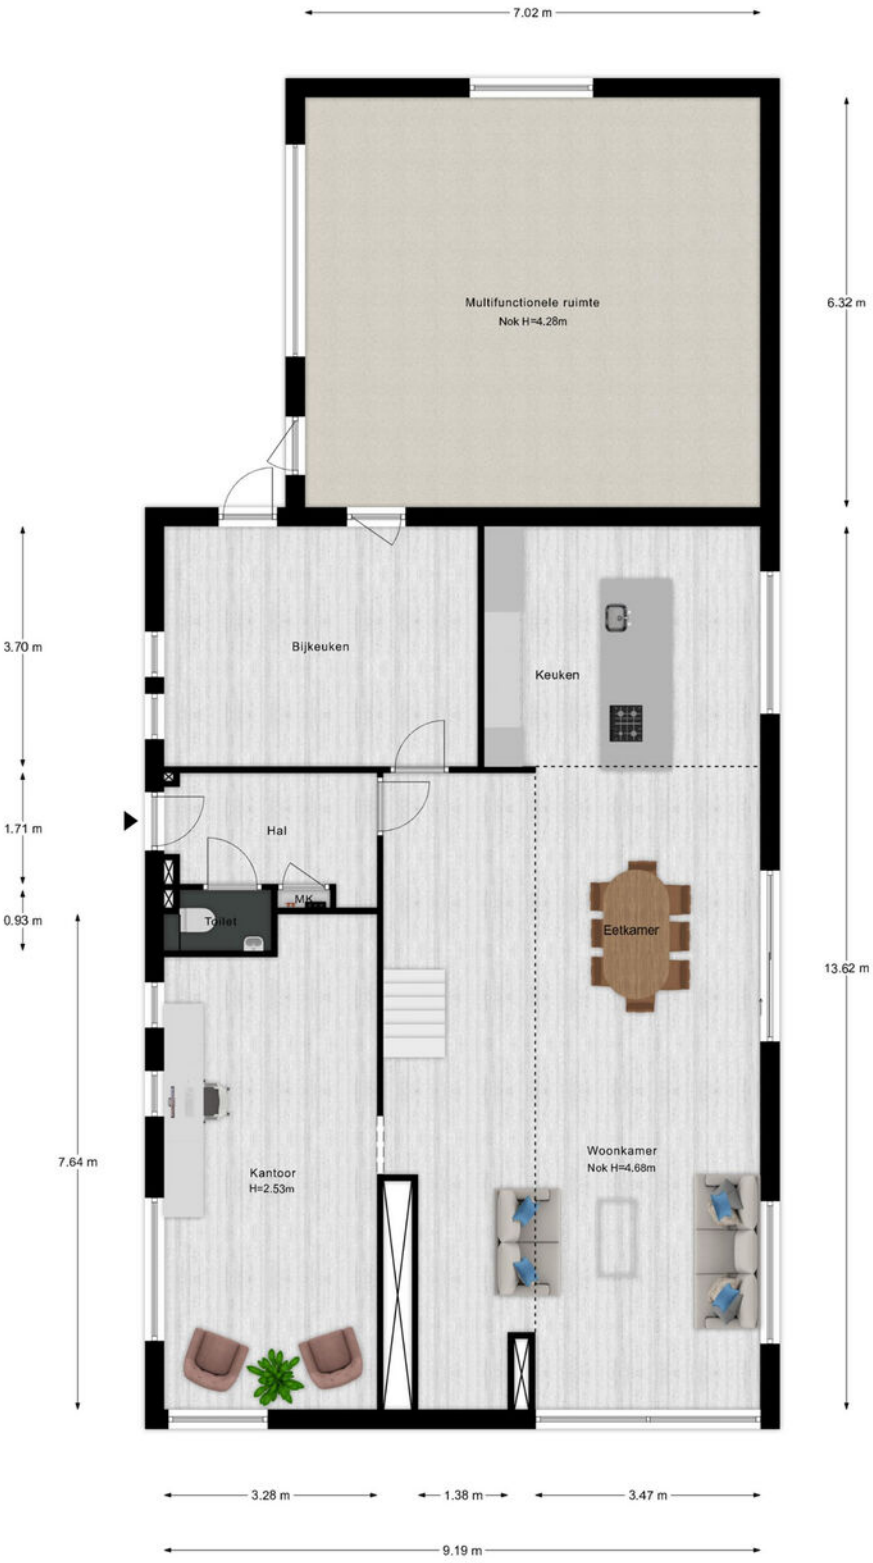 7.02 m
Multifunctionele ruimte
Nok H=4.28m
6.32 m
3.70 m
Bijkeuken
Keuken
1.71 m
Hal
MK
0.93 m
Toilet
Eetkamer
13.62 m
7.64 m
Kantoor
H=2.53m
Woonkamer
Nok H=4.68m
3.28 m
1.38 m
3.47 m
9.19 m